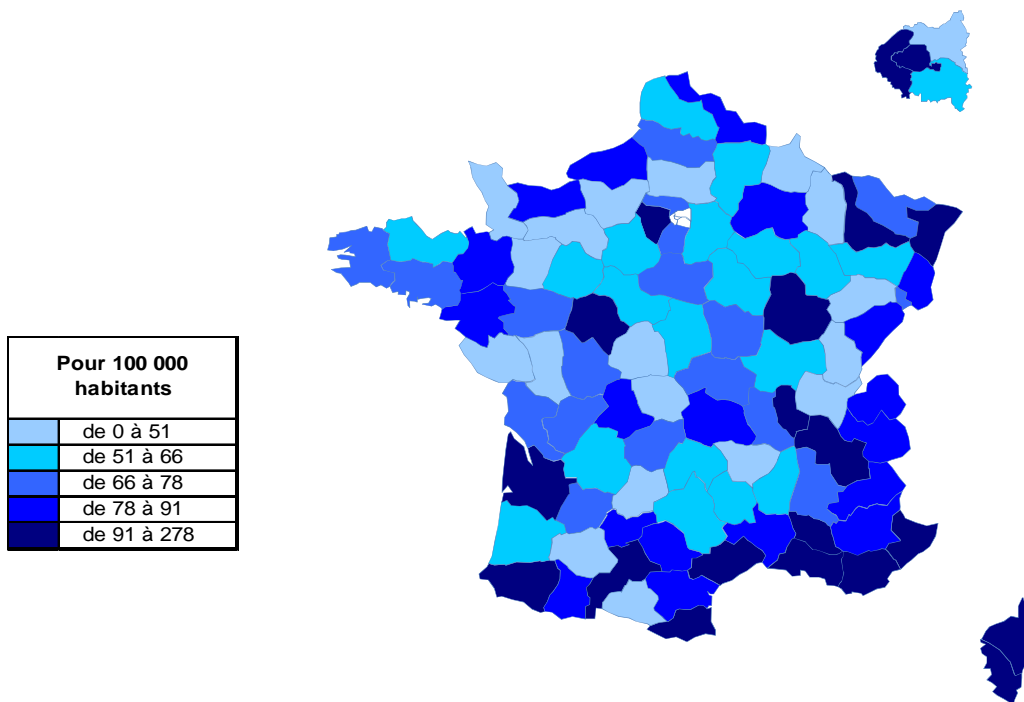 Pour 100 000
habitants
de 0 à 51
de 51 à 66
de 66 à 78
de 78 à 91
de 91 à 278